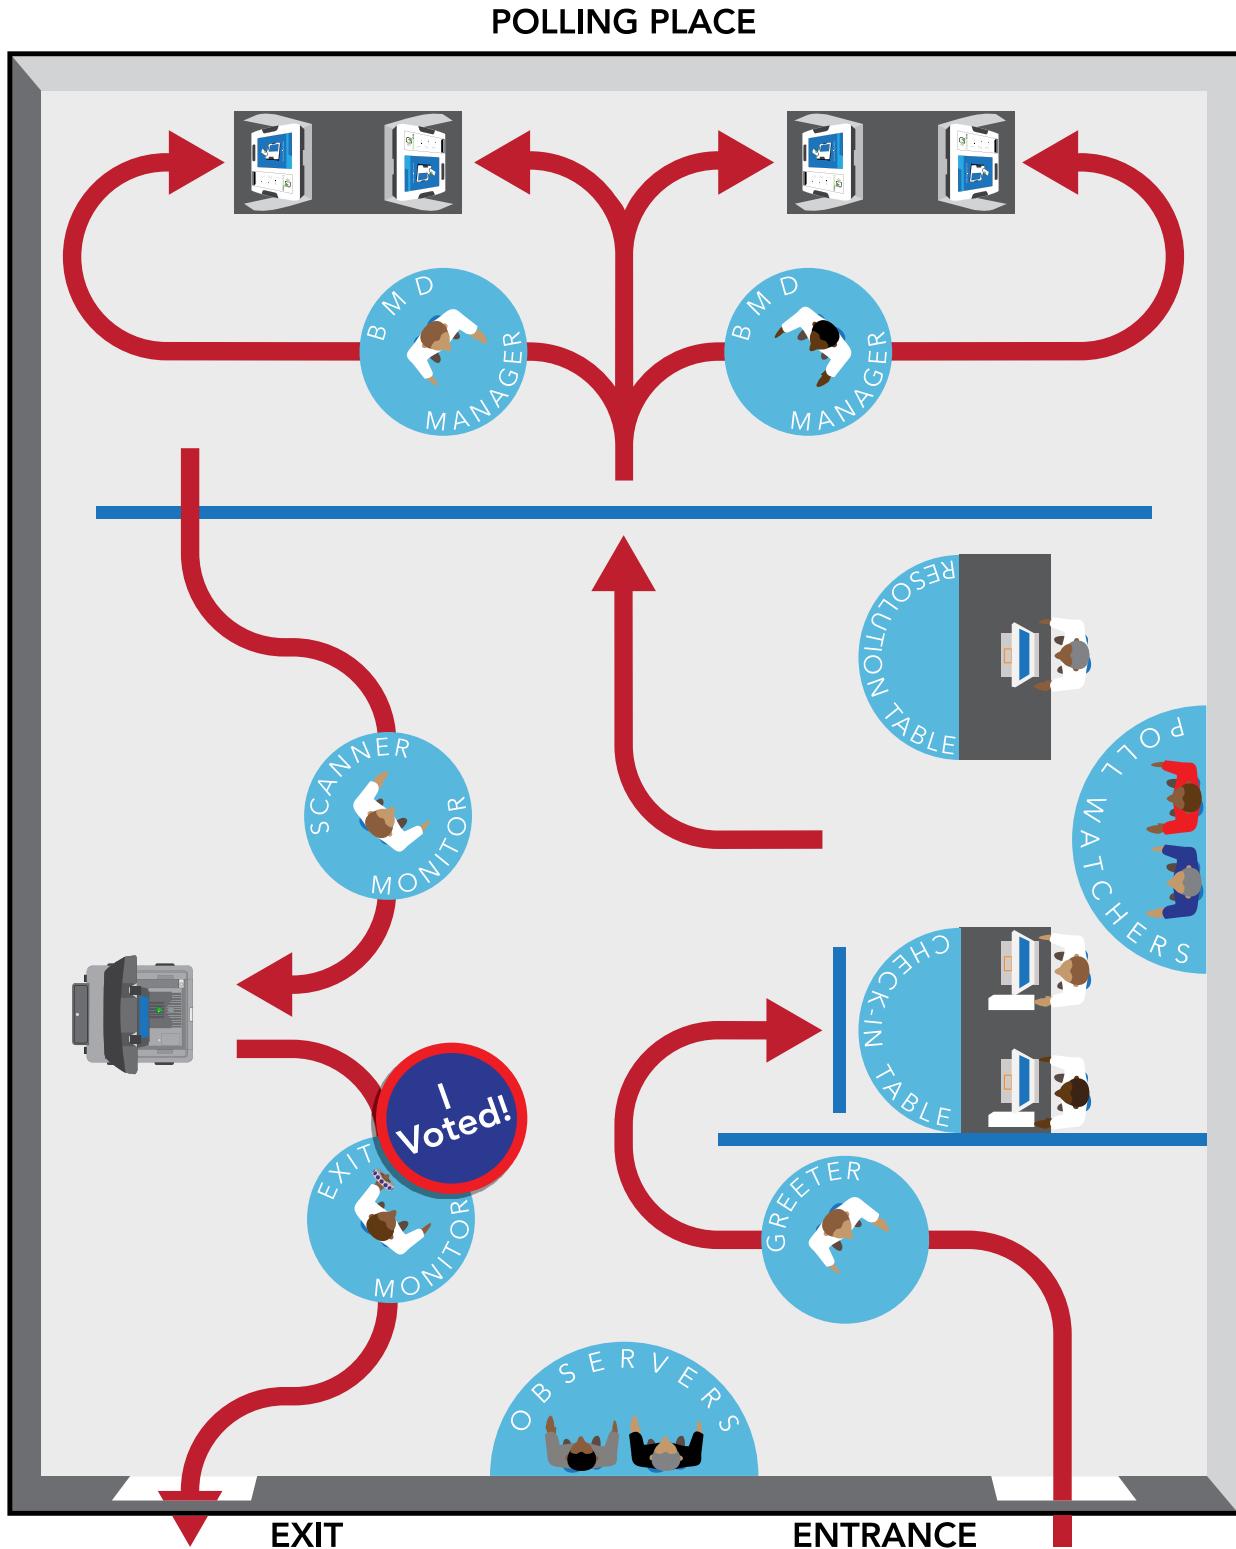 POLLING PLACE
BMD
MANAGER
BMD
MANAGER
RESOLUTION TABLE
POLL WATCHERS
SCANNER
MONITOR
CHECK-IN TABLE
I
Voted!
EXIT
MONITOR
GREETER
OBSERVERS
EXIT
ENTRANCE